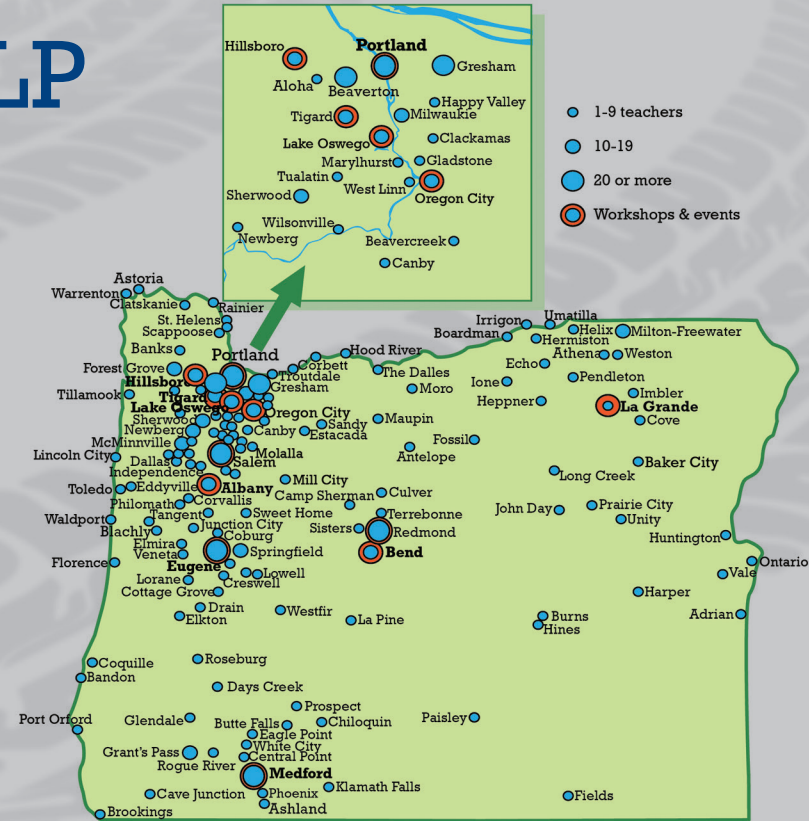 LP
Hillsboro
Portland
Gresham
Aloha
Beaverton
Happy Valley
Tigard
Milwaukie
Lake Oswego
Clackamas
Marylhurst
Gladstone
Tualatin
West Linn
Sherwood
Oregon City
Wilsonville
Newberg
Beavercreek
Canby
1-9 teachers
10-19
20 or more
Workshops & events
Astoria
Warrenton
Clatskanie
Rainier
St. Helens
Scappoose
Banks
Portland
Forest Grove
Hillsboro
Corbett
Troutdale
Gresham
Hood River
The Dalles
Tillamook
Tigard
Lake Oswego
Oregon City
Sherwood
Newberg
Canby
Sandy
Estacada
McMinnville
Molalla
Lincoln City
Dallas
Salem
Independence
Toledo
Eddyville
Albany
Mill City
Philomath
Corvallis
Camp Sherman
Culver
Waldport
Tangent
Sweet Home
Terrebonne
Junction City
Blachly
Sisters
Redmond
Coburg
Elmira
Veneta
Springfield
Bend
Florence
Eugene
Lorane
Lowell
Creswell
Cottage Grove
Drain
Elkton
Westfir
La Pine
Coquille
Roseburg
Bandon
Days Creek
Prospect
Port Orford
Glendale
Butte Falls
Chiloquin
Paisley
Eagle Point
White City
Grant's Pass
Central Point
Rogue River
Medford
Klamath Falls
Cave Junction
Phoenix
Ashland
Brookings
Fields
Irrigon
Umatilla
Boardman
Hermiston
Helix
Milton-Freewater
Athena
Weston
Echo
Pendleton
Ione
Moro
Heppner
Imbler
La Grande
Cove
Maupin
Fossil
Antelope
Baker City
Long Creek
John Day
Prairie City
Unity
Huntington
Ontario
Vale
Harper
Adrian
Burns
Hines